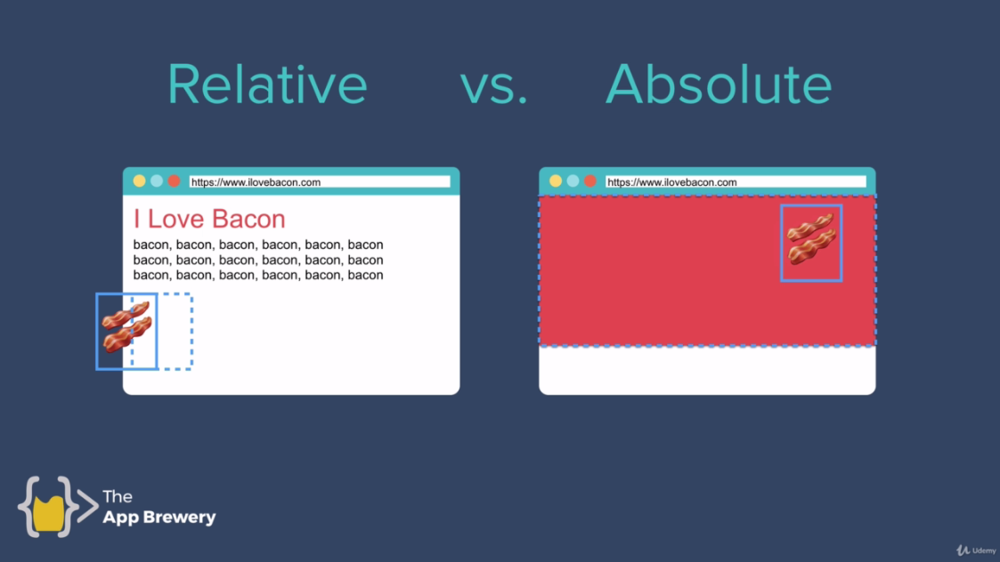 Relative vs. Absolute
https://www.ilovebacon.com
I Love Bacon
bacon, bacon, bacon, bacon, bacon, bacon
bacon, bacon, bacon, bacon, bacon, bacon
bacon, bacon, bacon, bacon, bacon, bacon
https://www.ilovebacon.com
The
App Brewery
Udemy